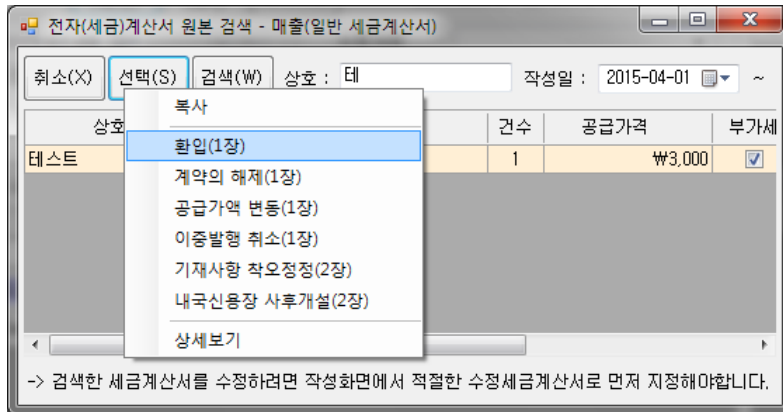 전자(세금)계산서 원본 검색 - 매출(일반 세금계산서)
취소(X) 선택(S) 검색(W) 상호 : 테 작성일 : 2015-04-01 ~
복사
상호 건수 공급가격 부가세
환입(1장)
테스트 1 ₩3,000
계약의 해제(1장)
공급가액 변동(1장)
이중발행 취소(1장)
기재사항 착오정정(2장)
내국신용장 사후개설(2장)
상세보기
-> 검색한 세금계산서를 수정하려면 작성화면에서 적절한 수정세금계산서로 먼저 지정해야합니다.